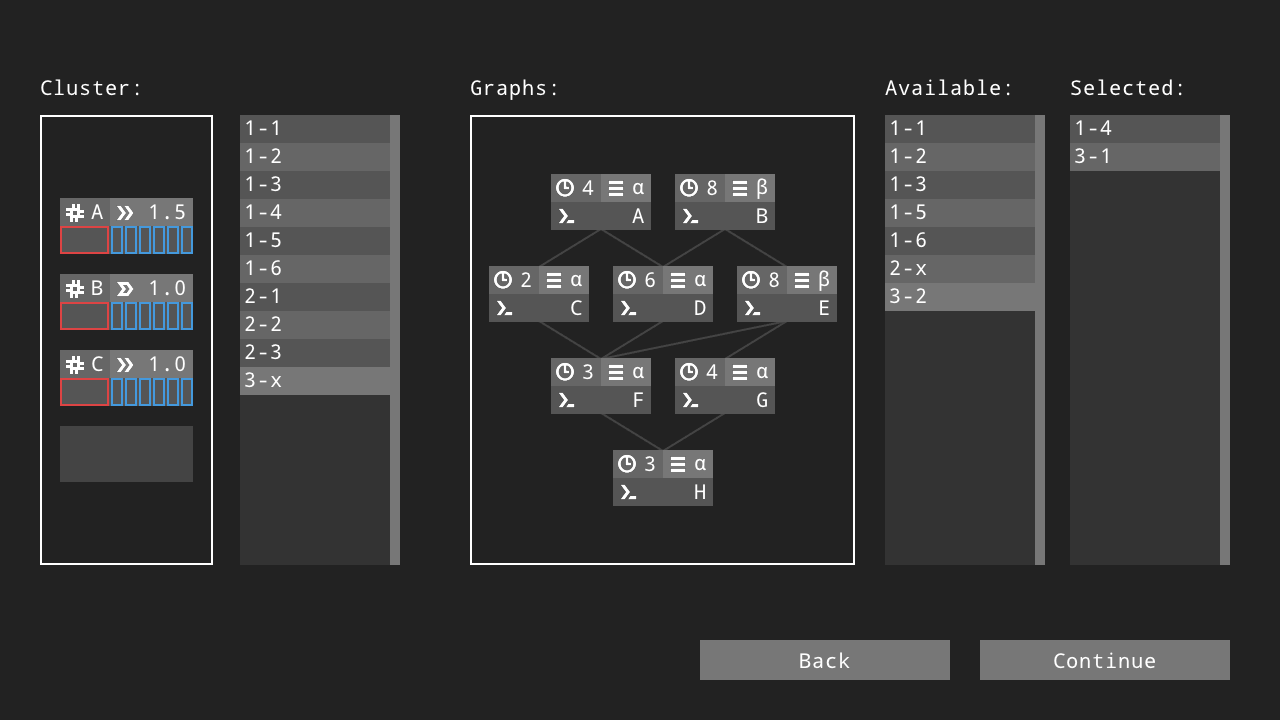 Cluster:
A 1.5
B 1.0
C 1.0
1-1
1-2
1-3
1-4
1-5
1-6
2-1
2-2
2-3
3-x
Graphs:
4 α
A
8 β
B
2 α
C
6 α
D
8 β
E
3 α
F
4 α
G
3 α
H
Available:
1-1
1-2
1-3
1-5
1-6
2-x
3-2
Selected:
1-4
3-1
Back
Continue